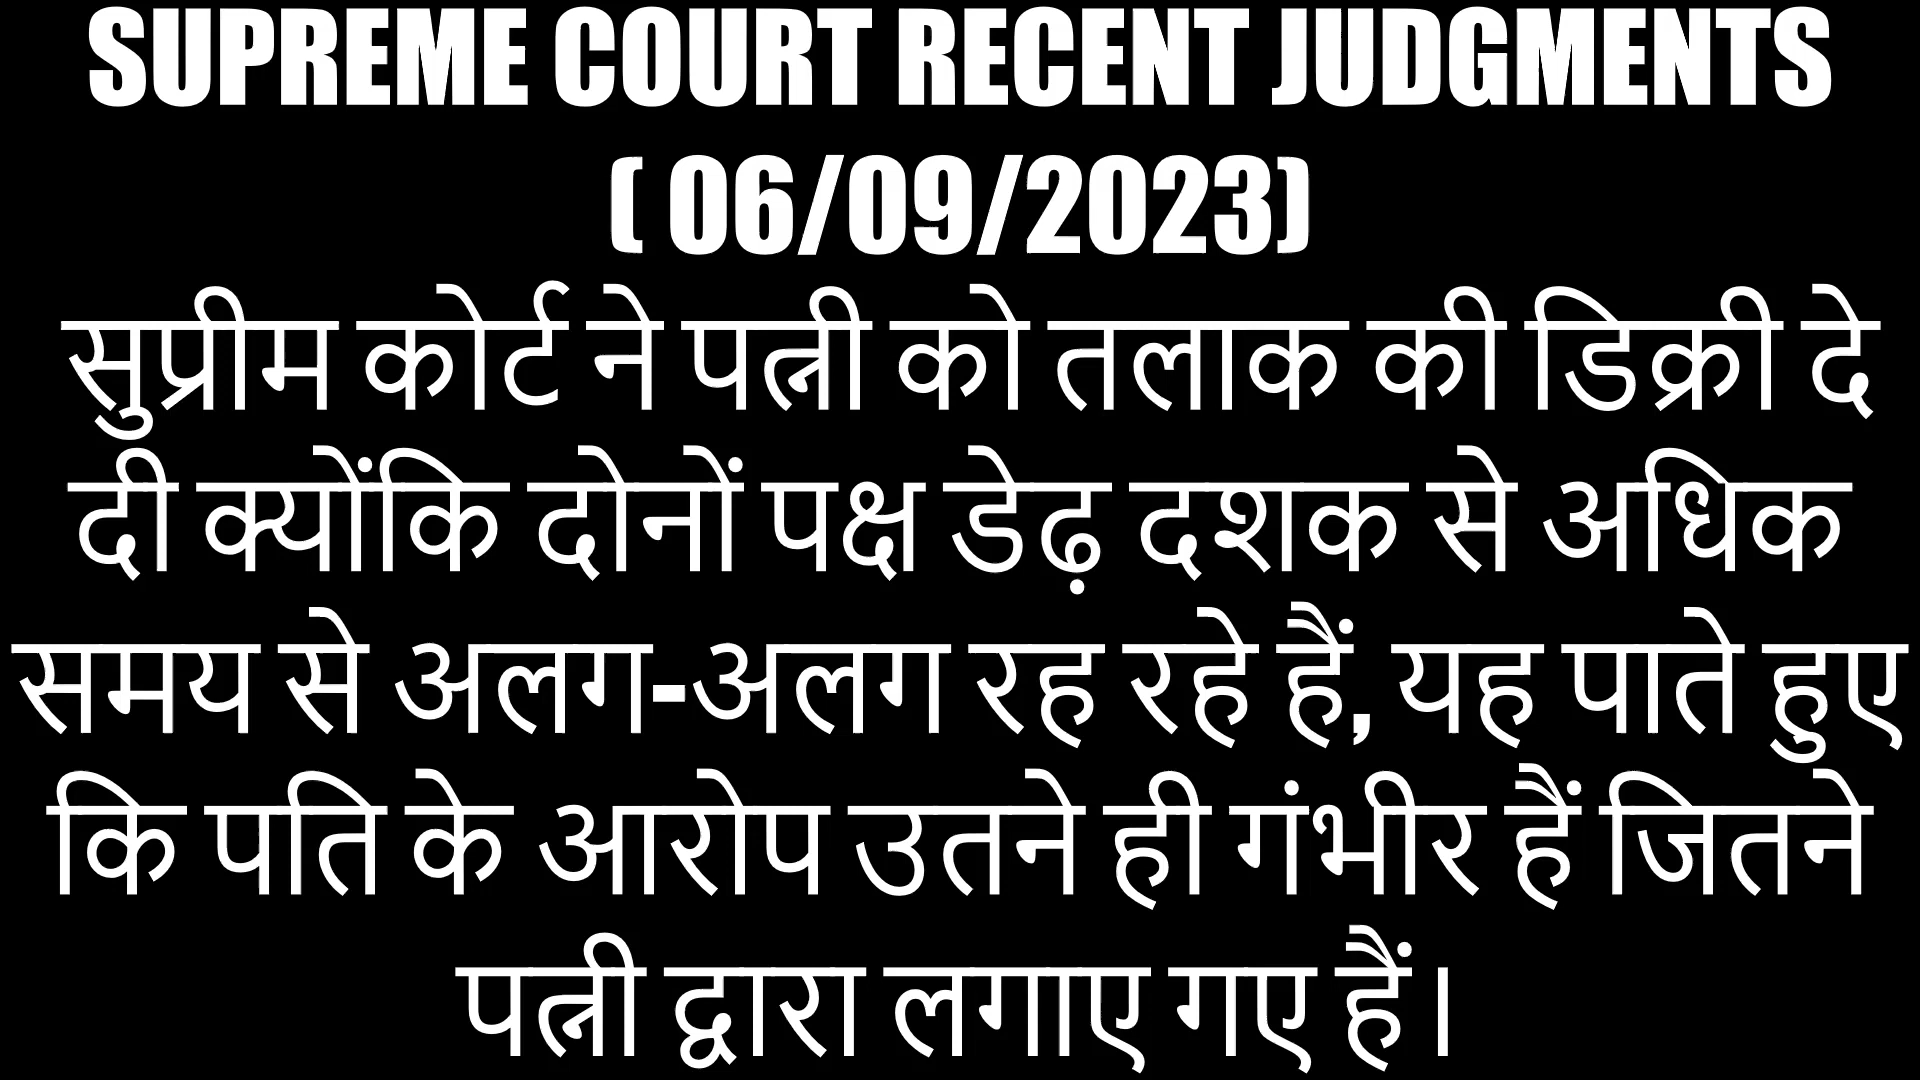 SUPREME COURT RECENT JUDGMENTS
( 06/09/2023)
सुप्रीम कोर्ट ने पत्नी को तलाक की डिक्री दे
दी क्योंकि दोनों पक्ष डेढ़ दशक से अधिक
समय से अलग-अलग रह रहे हैं, यह पाते हुए
कि पति के आरोप उतने ही गंभीर हैं जितने
पत्नी द्वारा लगाए गए हैं।